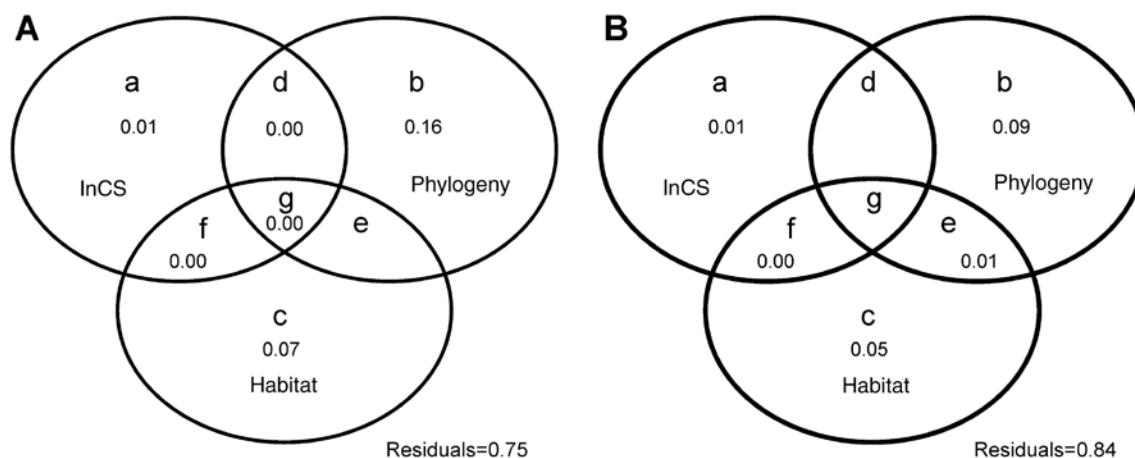 A
a
d
b
0.01
0.00
0.16
lnCS
Phylogeny
g
f
0.00
e
0.00
c
0.07
Habitat
Residuals=0.75
B
a
d
b
0.01
0.09
lnCS
Phylogeny
g
f
e
0.00
0.01
c
0.05
Habitat
Residuals=0.84